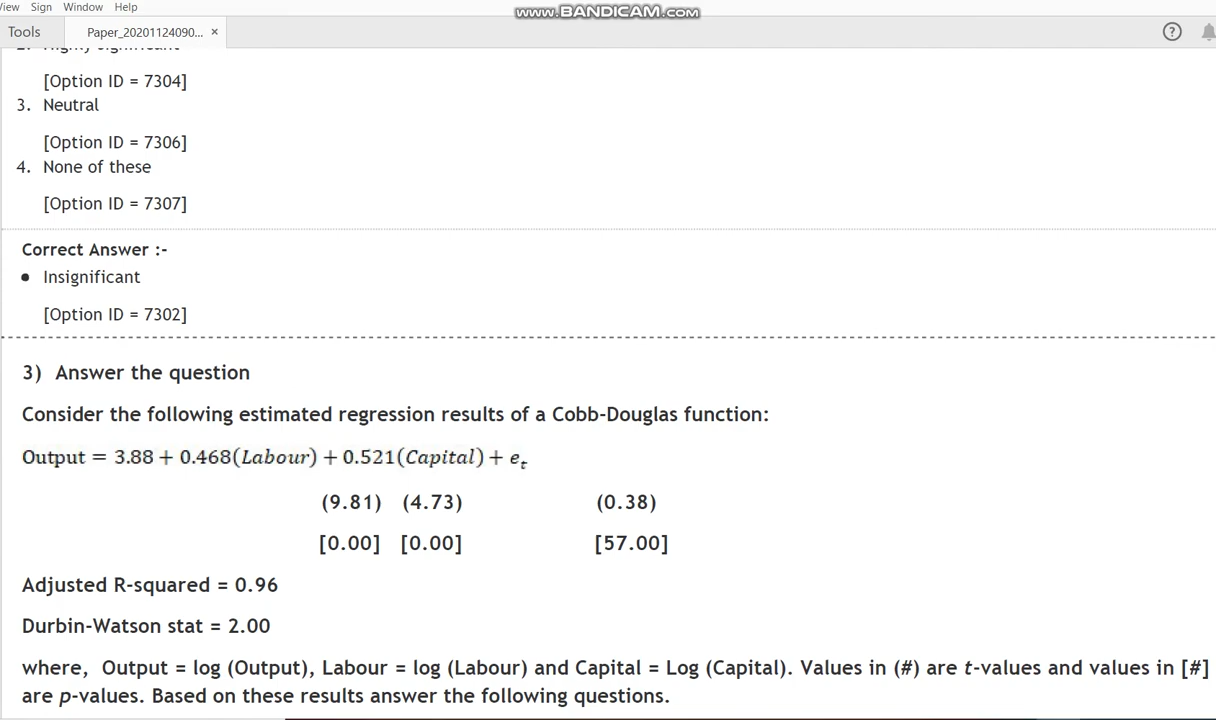 View Sign Window Help
www.BANDICAM.com
Tools Paper_20201124090... ×
2. Highly significant
[Option ID = 7304]
3. Neutral
[Option ID = 7306]
4. None of these
[Option ID = 7307]
Correct Answer :-
• Insignificant
[Option ID = 7302]
3) Answer the question
Consider the following estimated regression results of a Cobb-Douglas function:
Output = 3.88 + 0.468(Labour) + 0.521(Capital) + eₜ
(9.81) (4.73) (0.38)
[0.00] [0.00] [57.00]
Adjusted R-squared = 0.96
Durbin-Watson stat = 2.00
where, Output = log (Output), Labour = log (Labour) and Capital = Log (Capital). Values in (#) are t-values and values in [#]
are p-values. Based on these results answer the following questions.